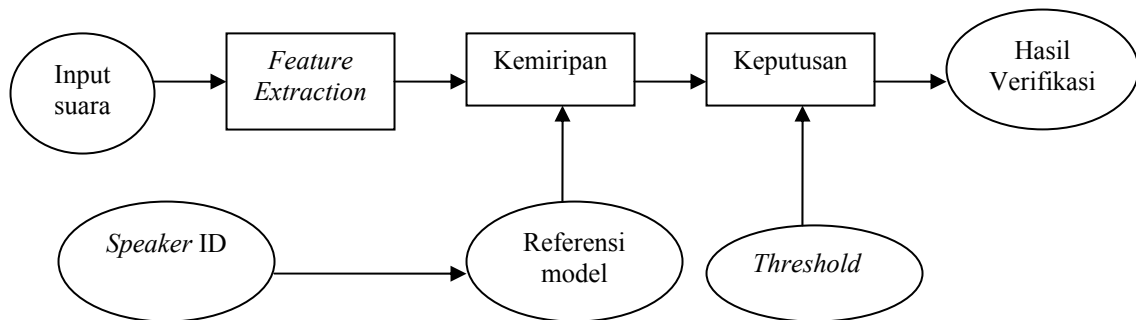 Input
suara
Feature
Extraction
Kemiripan
Keputusan
Hasil
Verifikasi
Speaker ID
Referensi
model
Threshold